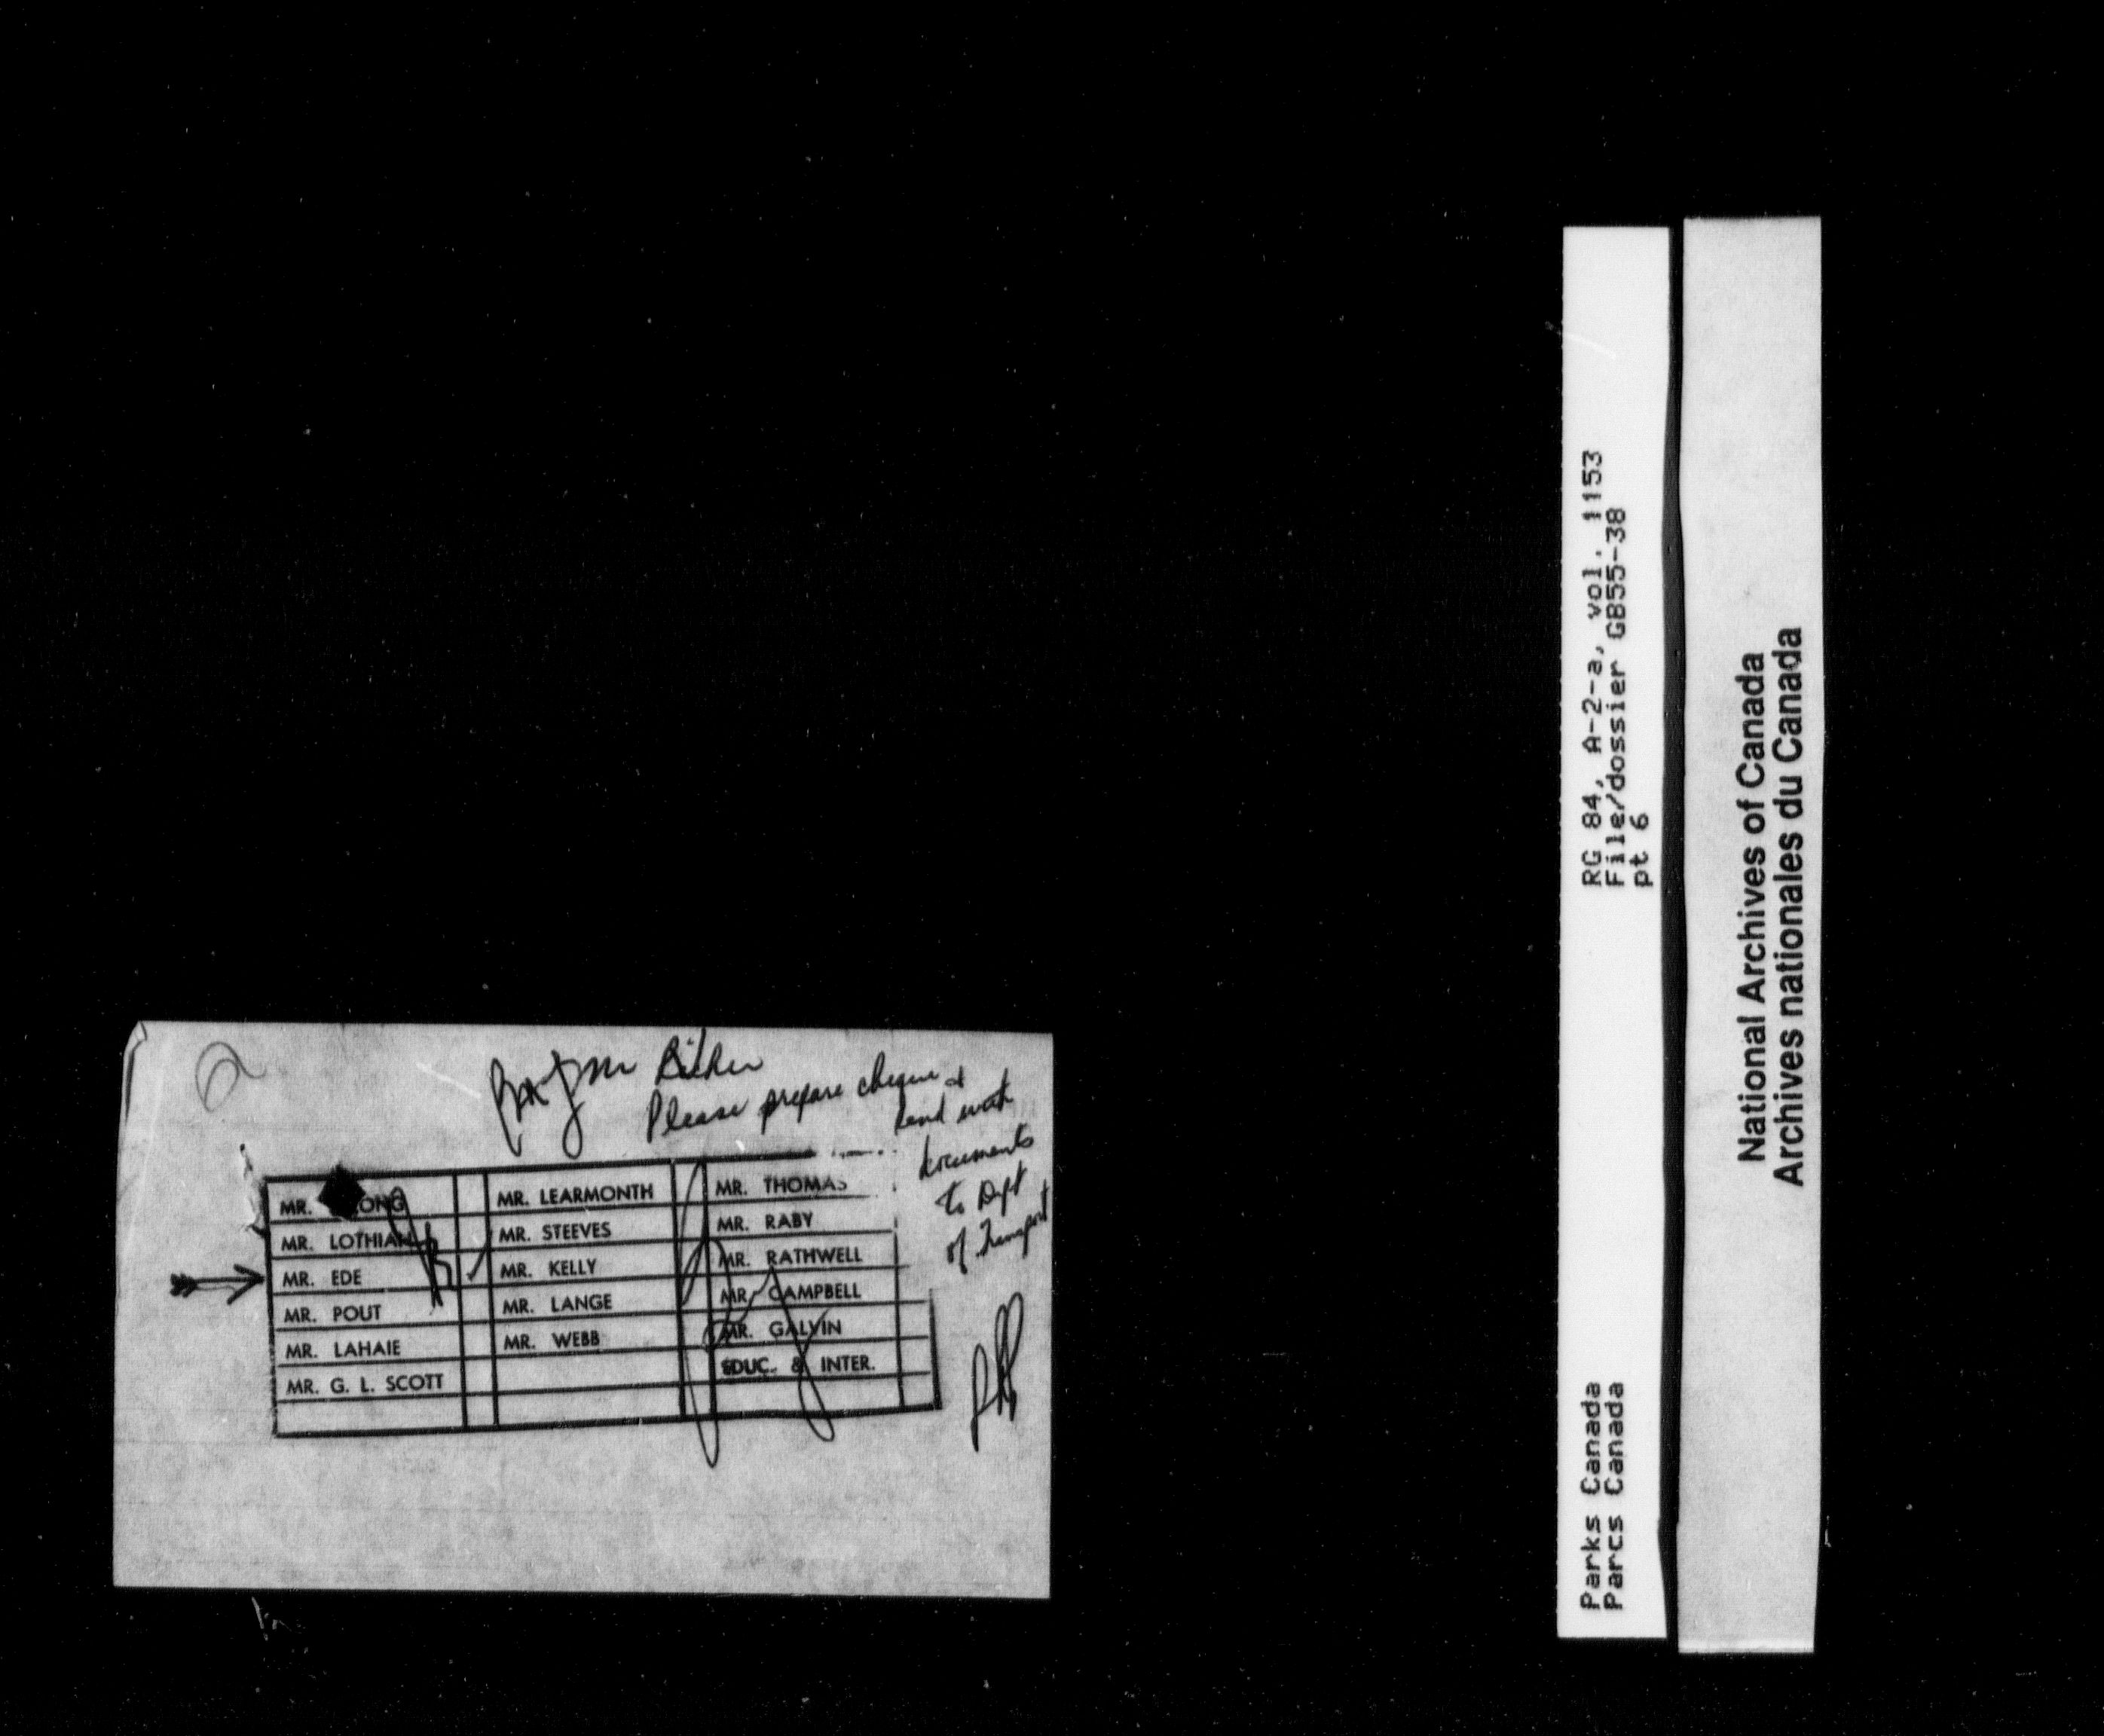 Please prepare cheque &
send with
documents
to Dept
of Transport
MR. LEARMONTH
MR. THOMAS
MR. LOTHIAN
MR. STEEVES
MR. RABY
MR. EDE
MR. KELLY
MR. RATHWELL
MR. POUT
MR. LANGE
MR. CAMPBELL
MR. LAHAIE
MR. WEBB
MR. GALVIN
MR. G. L. SCOTT
EDUC. & INTER.
RG 84, A-2-a, vol. 1153
File/dossier GB55-38
pt 6
Parks Canada
Parcs Canada
National Archives of Canada
Archives nationales du Canada